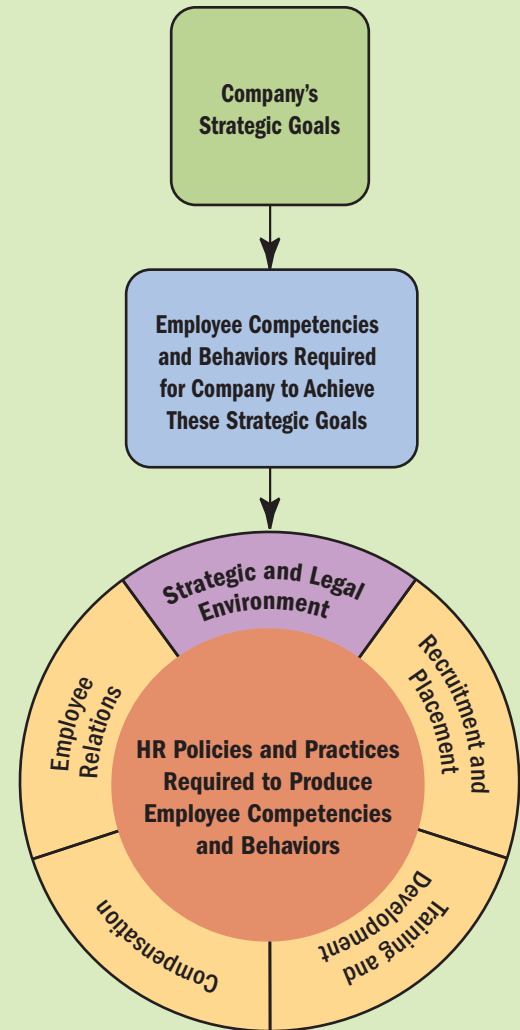 Company's
Strategic Goals
Employee Competencies
and Behaviors Required
for Company to Achieve
These Strategic Goals
Strategic and Legal
Environment
Recruitment and
Placement
Training and
Development
Compensation
Employee
Relations
HR Policies and Practices
Required to Produce
Employee Competencies
and Behaviors